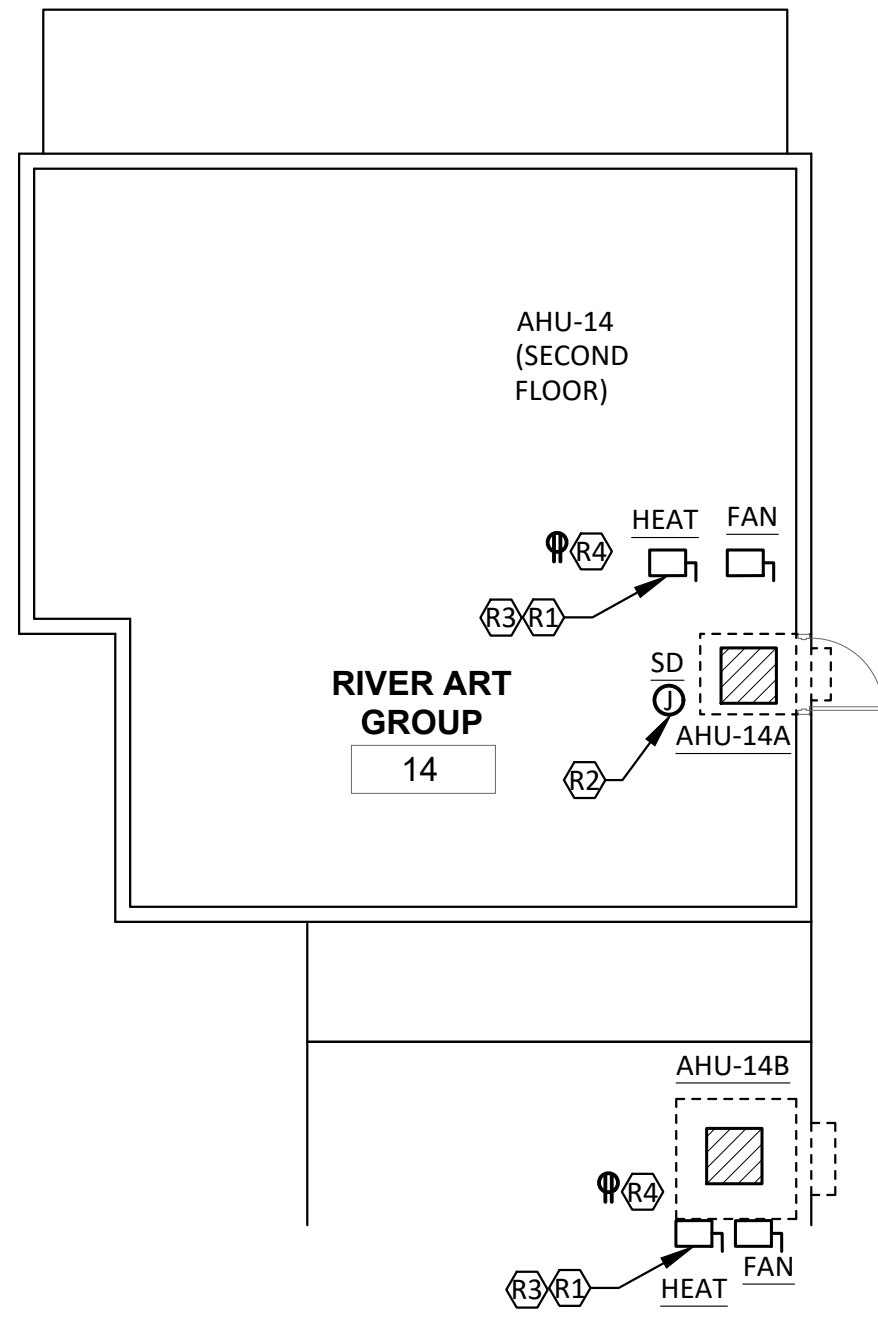 AHU-14
(SECOND
FLOOR)
HEAT FAN
R4
R3 R1
SD
J
RIVER ART
GROUP
14
AHU-14A
R2
AHU-14B
R4
R3 R1
HEAT
FAN